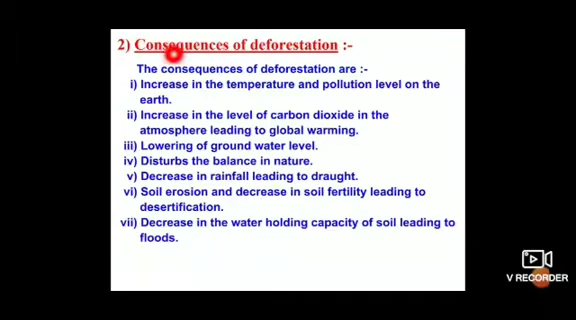 2) Consequences of deforestation :-
The consequences of deforestation are :-
i) Increase in the temperature and pollution level on the
earth.
ii) Increase in the level of carbon dioxide in the
atmosphere leading to global warming.
iii) Lowering of ground water level.
iv) Disturbs the balance in nature.
v) Decrease in rainfall leading to draught.
vi) Soil erosion and decrease in soil fertility leading to
desertification.
vii) Decrease in the water holding capacity of soil leading to
floods.
V RECORDER